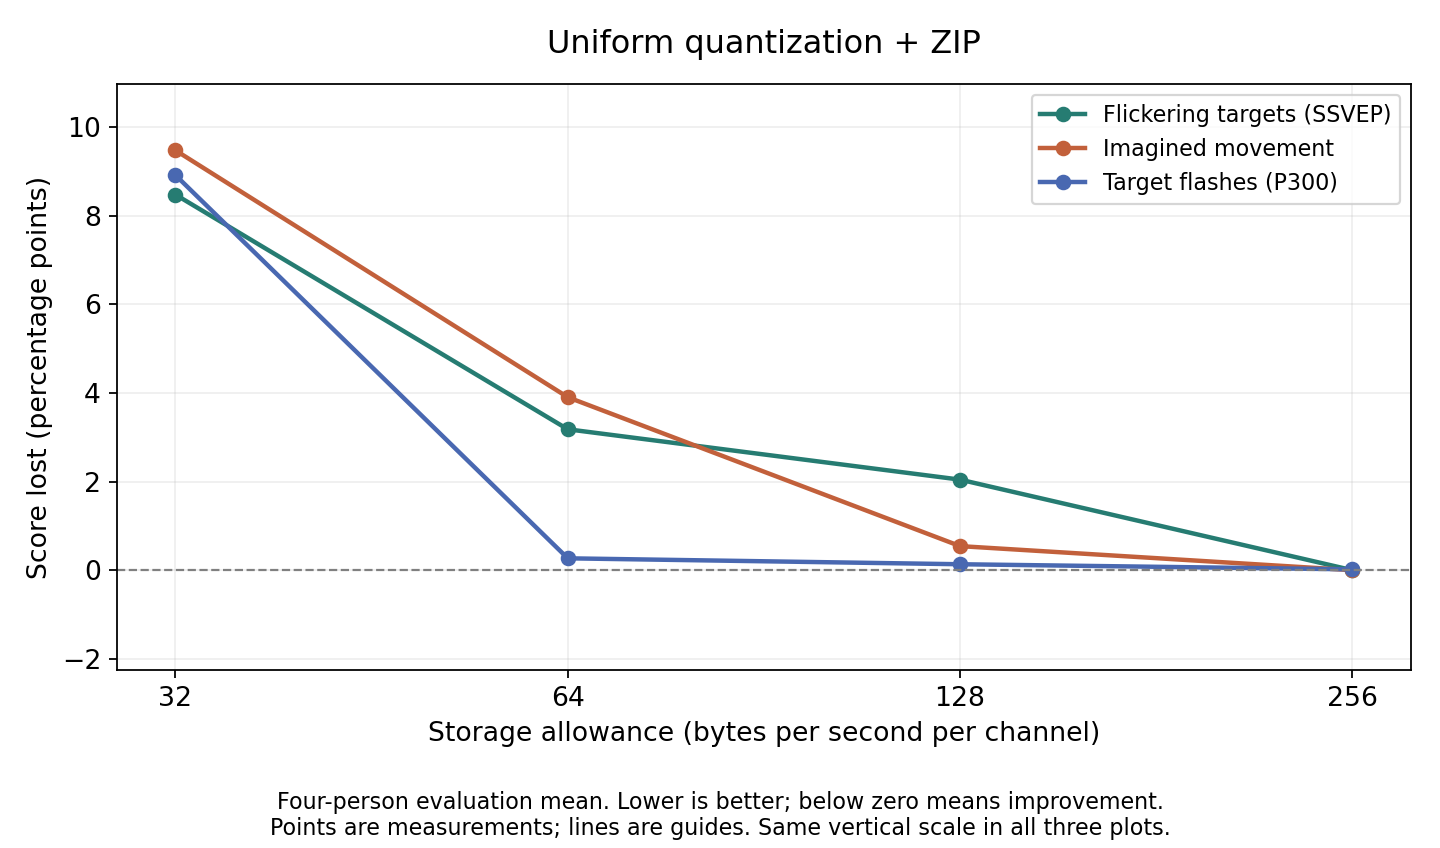 Uniform quantization + ZIP
Flickering targets (SSVEP)
Imagined movement
Target flashes (P300)
Score lost (percentage points)
10
8
6
4
2
0
−2
32 64 128 256
Storage allowance (bytes per second per channel)
Four-person evaluation mean. Lower is better; below zero means improvement.
Points are measurements; lines are guides. Same vertical scale in all three plots.